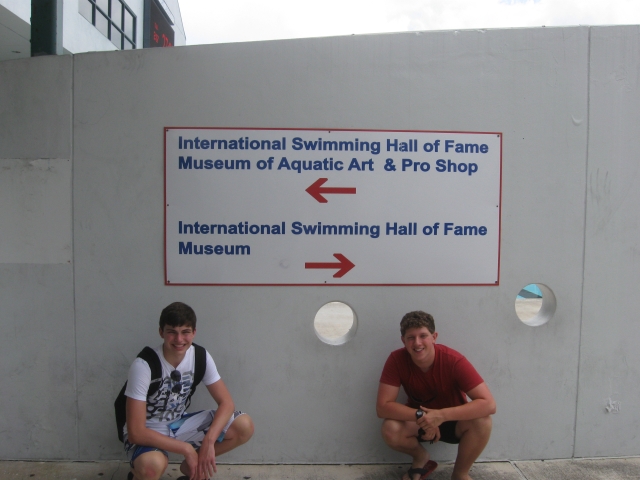 International Swimming Hall of Fame
Museum of Aquatic Art & Pro Shop
International Swimming Hall of Fame
Museum